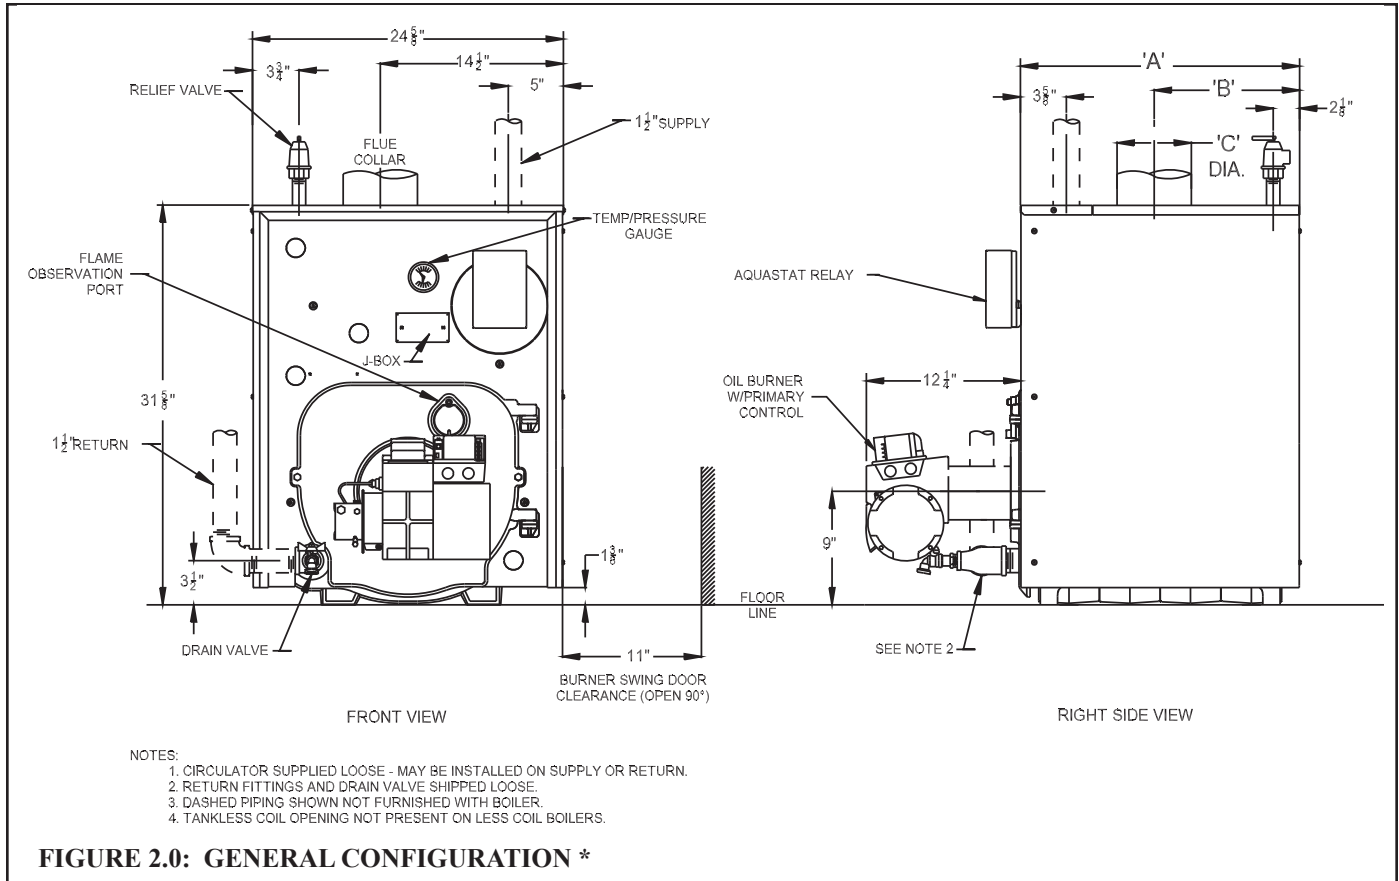 24 5/8"
3 3/4"
14 1/2"
5"
RELIEF VALVE
1 1/2" SUPPLY
FLUE
COLLAR
TEMP/PRESSURE
GAUGE
FLAME
OBSERVATION
PORT
J-BOX
31 5/8"
1 1/2" RETURN
3 1/2"
1 3/8"
DRAIN VALVE
11"
BURNER SWING DOOR
CLEARANCE (OPEN 90°)
FLOOR
LINE
FRONT VIEW
'A'
3 5/8"
'B'
2 1/8"
'C'
DIA.
AQUASTAT RELAY
12 1/4"
OIL BURNER
W/PRIMARY
CONTROL
9"
SEE NOTE 2
RIGHT SIDE VIEW
NOTES:
1. CIRCULATOR SUPPLIED LOOSE - MAY BE INSTALLED ON SUPPLY OR RETURN.
2. RETURN FITTINGS AND DRAIN VALVE SHIPPED LOOSE.
3. DASHED PIPING SHOWN NOT FURNISHED WITH BOILER.
4. TANKLESS COIL OPENING NOT PRESENT ON LESS COIL BOILERS.
FIGURE 2.0: GENERAL CONFIGURATION *